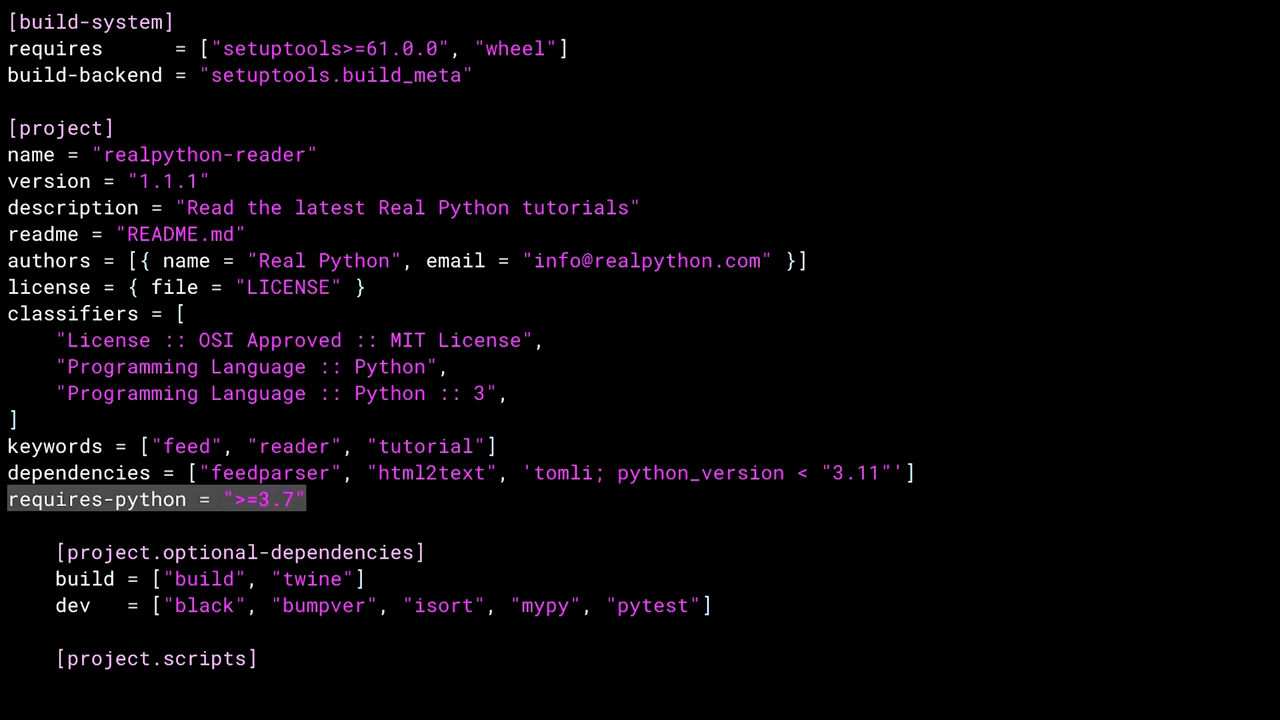 [build-system]
requires      = ["setuptools>=61.0.0", "wheel"]
build-backend = "setuptools.build_meta"

[project]
name = "realpython-reader"
version = "1.1.1"
description = "Read the latest Real Python tutorials"
readme = "README.md"
authors = [{ name = "Real Python", email = "info@realpython.com" }]
license = { file = "LICENSE" }
classifiers = [
    "License :: OSI Approved :: MIT License",
    "Programming Language :: Python",
    "Programming Language :: Python :: 3",
]
keywords = ["feed", "reader", "tutorial"]
dependencies = ["feedparser", "html2text", 'tomli; python_version < "3.11"']
requires-python = ">=3.7"

    [project.optional-dependencies]
    build = ["build", "twine"]
    dev   = ["black", "bumpver", "isort", "mypy", "pytest"]

    [project.scripts]